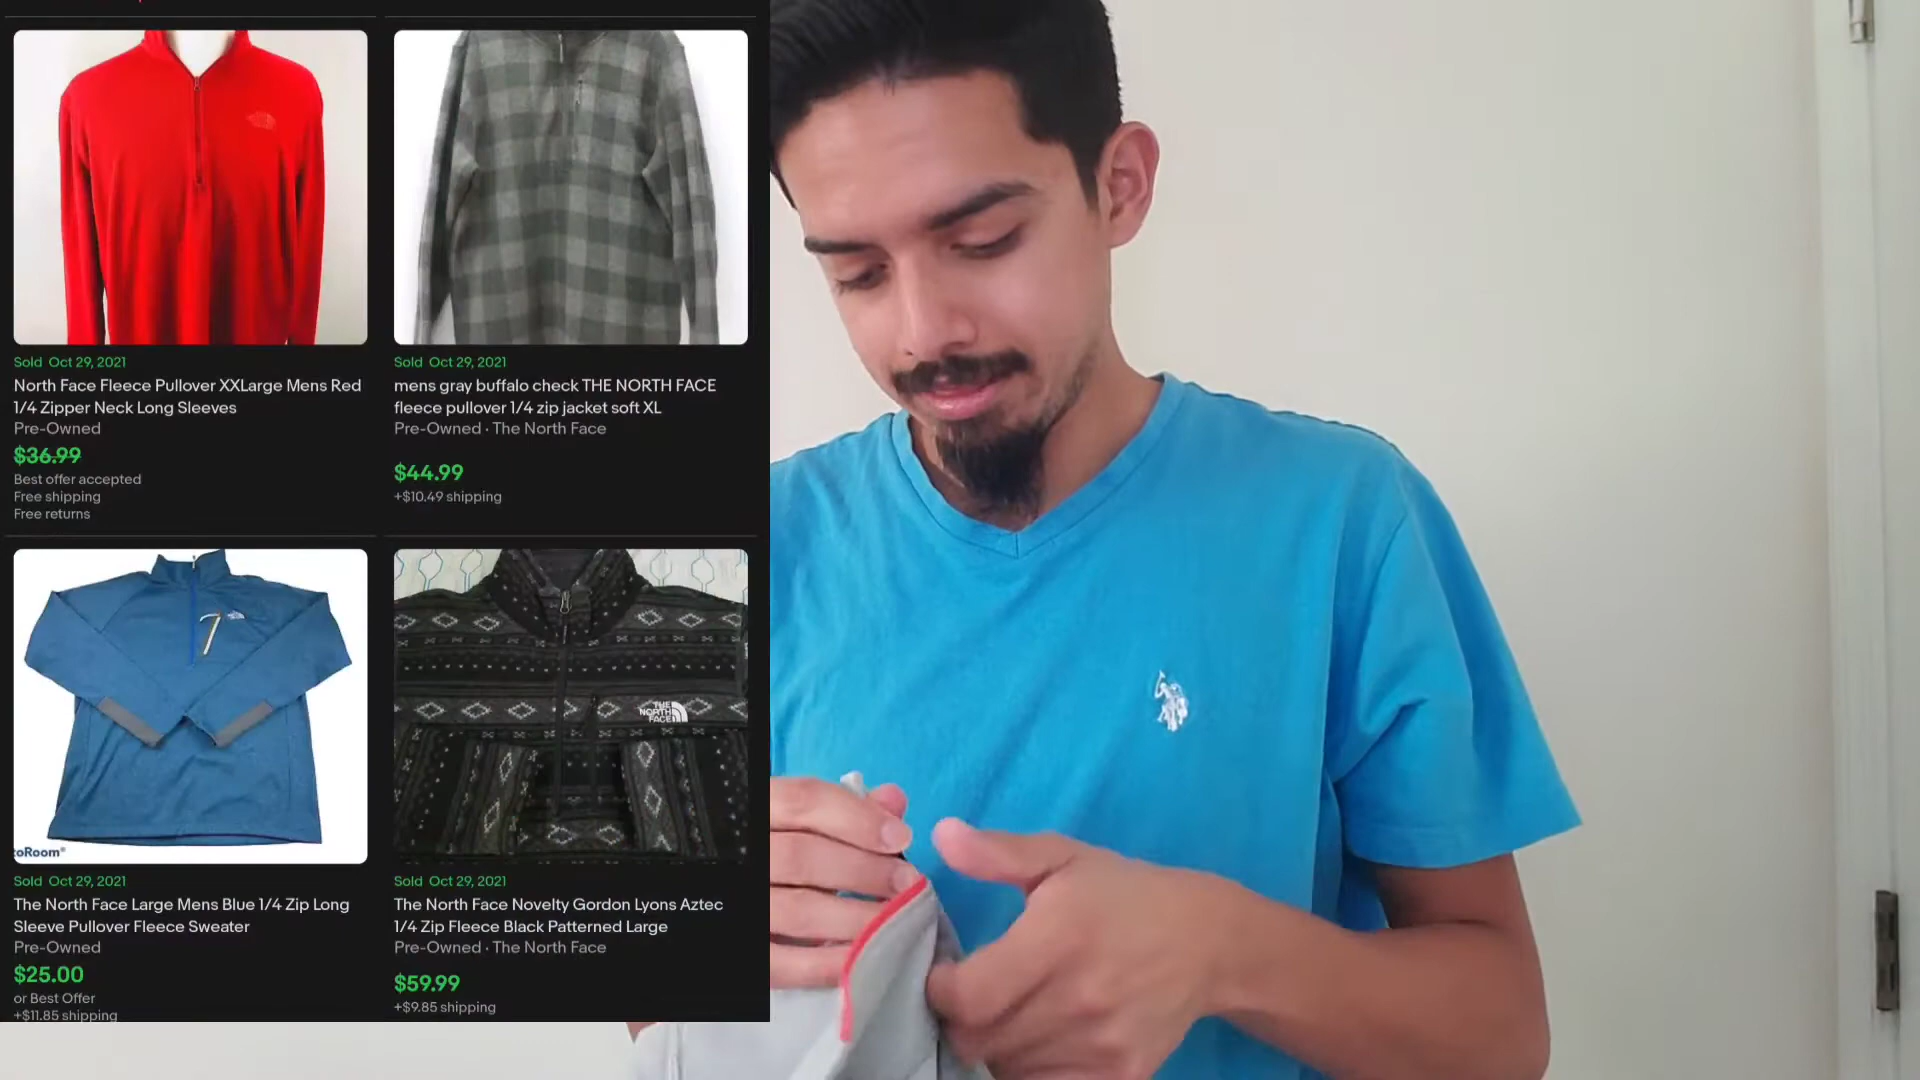 Sold Oct 29, 2021
North Face Fleece Pullover XXLarge Mens Red
1/4 Zipper Neck Long Sleeves
Pre-Owned
$36.99
Best offer accepted
Free shipping
Free returns
Sold Oct 29, 2021
mens gray buffalo check THE NORTH FACE
fleece pullover 1/4 zip jacket soft XL
Pre-Owned · The North Face
$44.99
+$10.49 shipping
toRoom®
Sold Oct 29, 2021
The North Face Large Mens Blue 1/4 Zip Long
Sleeve Pullover Fleece Sweater
Pre-Owned
$25.00
or Best Offer
+$11.85 shipping
THE
NORTH
FACE
Sold Oct 29, 2021
The North Face Novelty Gordon Lyons Aztec
1/4 Zip Fleece Black Patterned Large
Pre-Owned · The North Face
$59.99
+$9.85 shipping